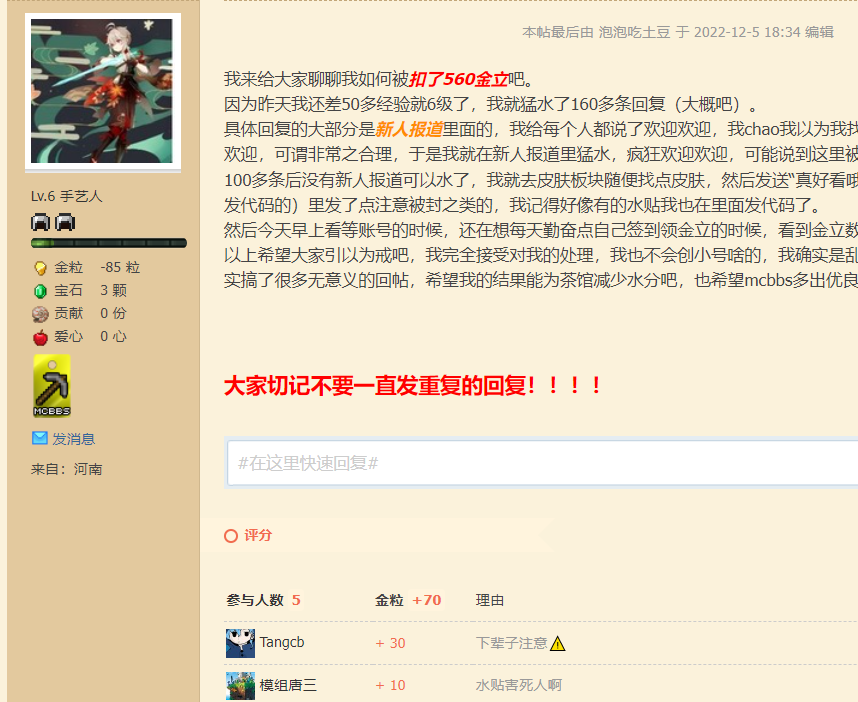 本帖最后由 泡泡吃土豆 于 2022-12-5 18:34 编辑
我来给大家聊聊我如何被扣了560金立吧。
因为昨天我还差50多经验就6级了，我就猛水了160多条回复（大概吧）。
具体回复的大部分是新人报道里面的，我给每个人都说了欢迎欢迎，我chao我以为我找
欢迎，可谓非常之合理，于是我就在新人报道里猛水，疯狂欢迎欢迎，可能说到这里被
100多条后没有新人报道可以水了，我就去皮肤板块随便找点皮肤，然后发送“真好看哦
发代码的）里发了点注意被封之类的，我记得好像有的水贴我也在里面发代码了。
然后今天早上看等账号的时候，还在想每天勤奋点自己签到领金立的时候，看到金立数
以上希望大家引以为戒吧，我完全接受对我的处理，我也不会创小号啥的，我确实是乱
实搞了很多无意义的回帖，希望我的结果能为茶馆减少水分吧，也希望mcbbs多出优良
大家切记不要一直发重复的回复！！！！
#在这里快速回复#
Lv.6 手艺人
金粒 -85 粒
宝石 3 颗
贡献 0 份
爱心 0 心
MCBBS
发消息
来自：河南
评分
参与人数 5 金粒 +70 理由
Tangcb + 30 下辈子注意
模组唐三 + 10 水贴害死人啊